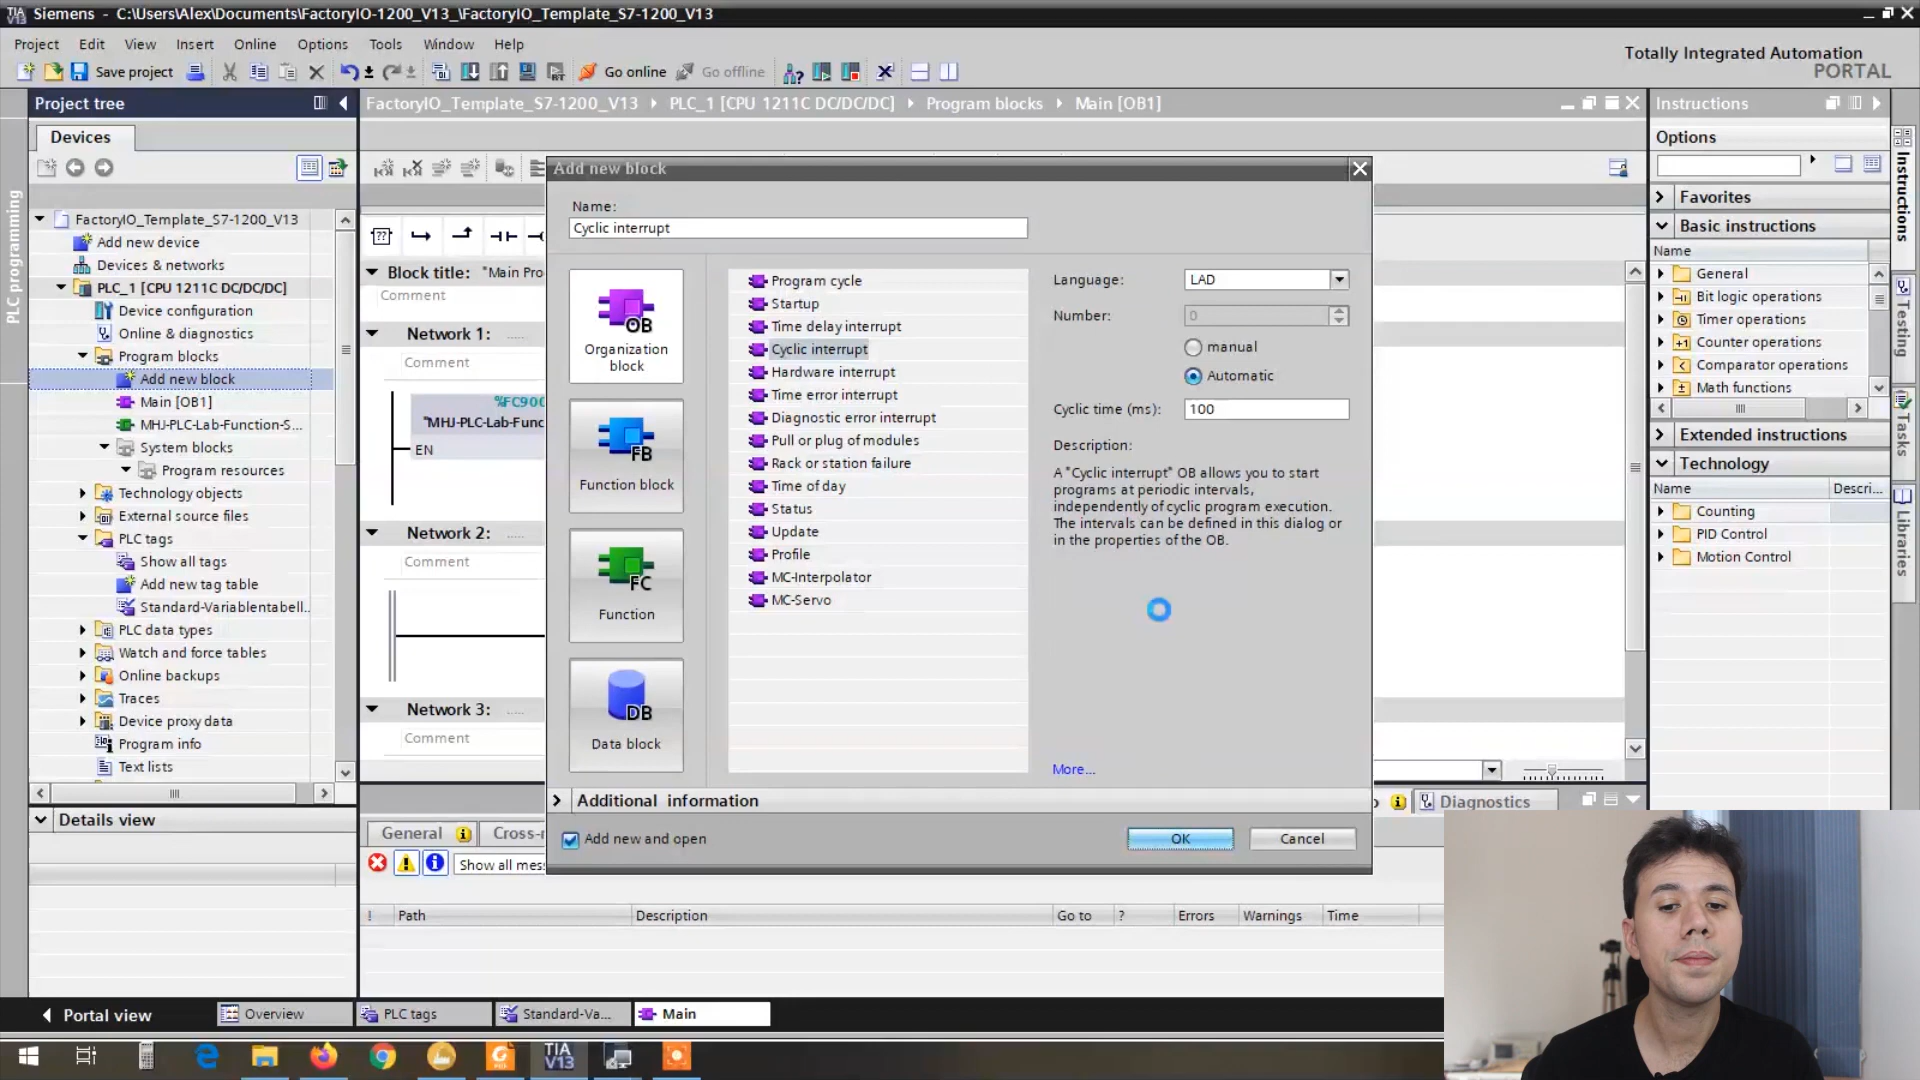 Siemens - C:\Users\Alex\Documents\FactoryIO-1200_V13_\FactoryIO_Template_S7-1200_V13
Project Edit View Insert Online Options Tools Window Help
Totally Integrated Automation
PORTAL
Save project
Go online
Go offline
Project tree
FactoryIO_Template_S7-1200_V13 PLC_1 [CPU 1211C DC/DC/DC] Program blocks Main [OB1]
Instructions
Devices
Options
PLC programming
FactoryIO_Template_S7-1200_V13
Add new device
Devices & networks
PLC_1 [CPU 1211C DC/DC/DC]
Device configuration
Online & diagnostics
Program blocks
Add new block
Main [OB1]
MHJ-PLC-Lab-Function-S...
System blocks
Program resources
Technology objects
External source files
PLC tags
Show all tags
Add new tag table
Standard-Variablentabell..
PLC data types
Watch and force tables
Online backups
Traces
Device proxy data
Program info
Text lists
Details view
Block title: "Main Pro
Comment
Network 1: .....
Comment
%FC900
"MHJ-PLC-Lab-Func
EN
Network 2: .....
Comment
Network 3: .....
Comment
Add new block
Name:
Cyclic interrupt
OB
Organization
block
FB
Function block
FC
Function
DB
Data block
Program cycle
Startup
Time delay interrupt
Cyclic interrupt
Hardware interrupt
Time error interrupt
Diagnostic error interrupt
Pull or plug of modules
Rack or station failure
Time of day
Status
Update
Profile
MC-Interpolator
MC-Servo
Language: LAD
Number: 0
manual
Automatic
Cyclic time (ms): 100
Description:
A "Cyclic interrupt" OB allows you to start
programs at periodic intervals,
independently of cyclic program execution.
The intervals can be defined in this dialog or
in the properties of the OB.
More...
Additional information
Add new and open
OK
Cancel
Favorites
Basic instructions
Name
General
Bit logic operations
Timer operations
Counter operations
Comparator operations
Math functions
Extended instructions
Technology
Name Descri...
Counting
PID Control
Motion Control
Instructions
Testing
Tasks
Libraries
Diagnostics
General
Cross-r
Show all mes
! Path Description Go to ? Errors Warnings Time
Portal view
Overview
PLC tags
Standard-Va...
Main
TIA
V13